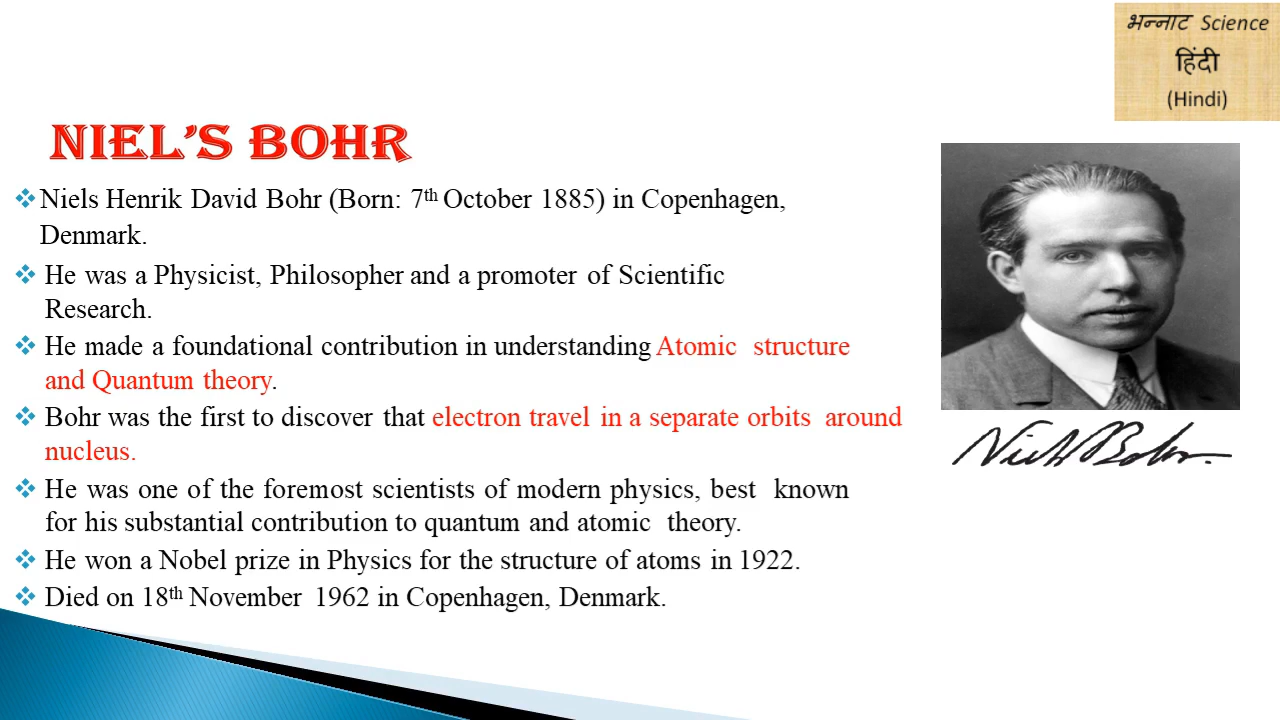 भन्नाट Science
हिंदी
(Hindi)
NIEL'S BOHR
❖ Niels Henrik David Bohr (Born: 7th October 1885) in Copenhagen,
Denmark.
❖ He was a Physicist, Philosopher and a promoter of Scientific
Research.
❖ He made a foundational contribution in understanding Atomic structure
and Quantum theory.
❖ Bohr was the first to discover that electron travel in a separate orbits around
nucleus.
❖ He was one of the foremost scientists of modern physics, best known
for his substantial contribution to quantum and atomic theory.
❖ He won a Nobel prize in Physics for the structure of atoms in 1922.
❖ Died on 18th November 1962 in Copenhagen, Denmark.
Niels Bohr.